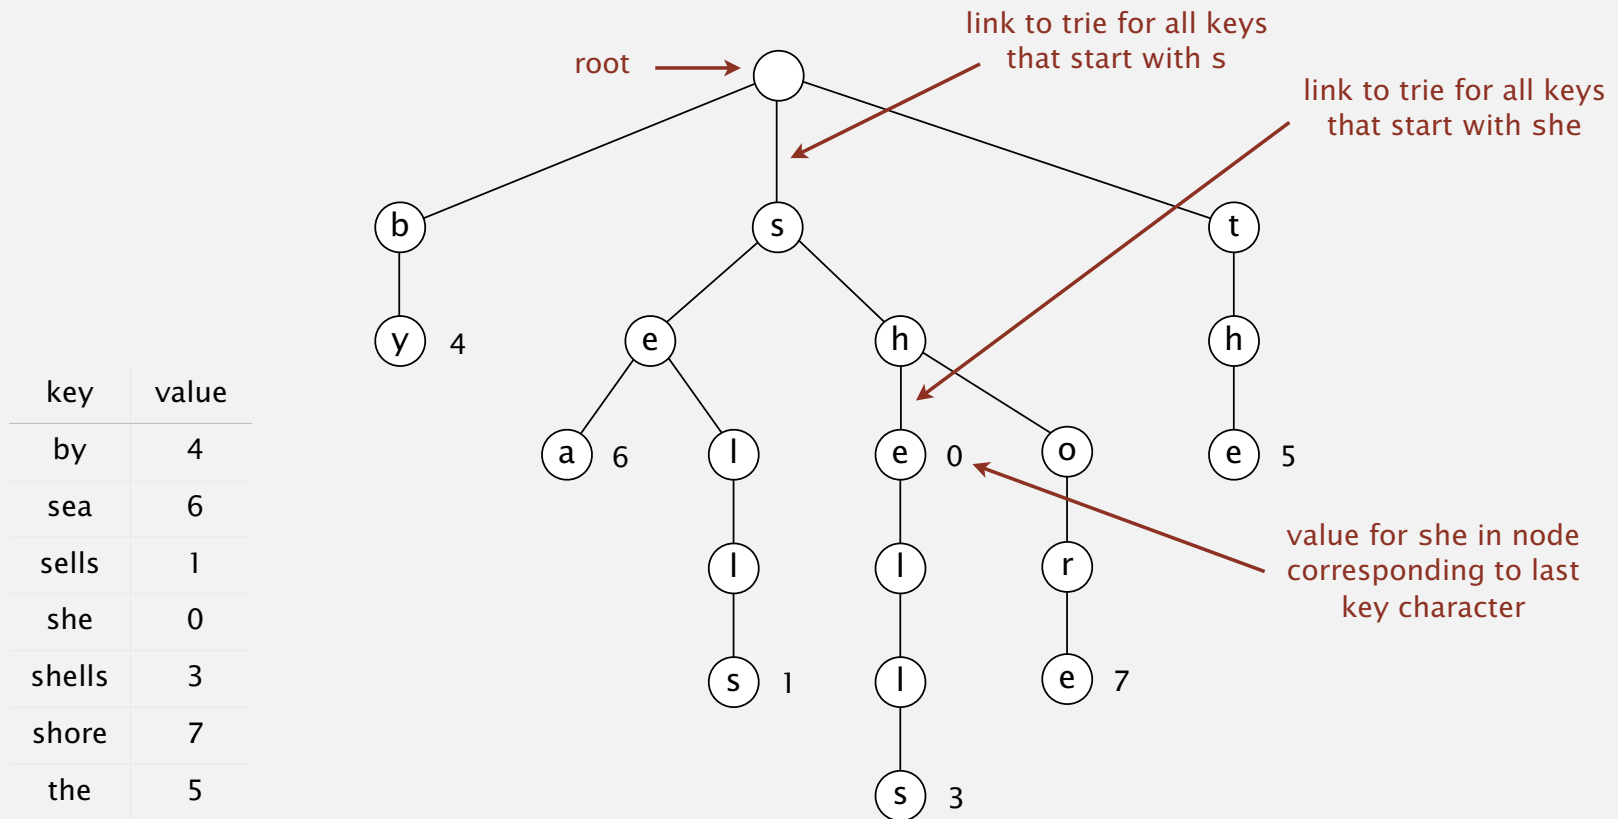 link to trie for all keys
that start with s
root
link to trie for all keys
that start with she
b
s
t
y 4
e
h
h
a 6
l
e 0
o
e 5
l
l
r
value for she in node
corresponding to last
key character
s 1
l
e 7
s 3
key value
by 4
sea 6
sells 1
she 0
shells 3
shore 7
the 5